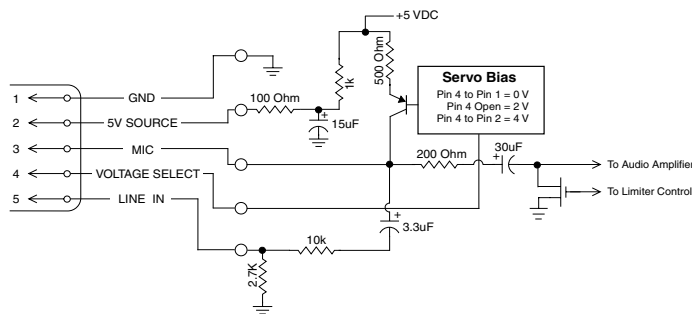 +5 VDC
500 Ohm
1k
Servo Bias
Pin 4 to Pin 1 = 0 V
Pin 4 Open = 2 V
Pin 4 to Pin 2 = 4 V
1
GND
100 Ohm
2
5V SOURCE
+
15uF
3
MIC
200 Ohm
30uF
+
To Audio Amplifier
4
VOLTAGE SELECT
To Limiter Control
5
LINE IN
+
3.3uF
10k
2.7K